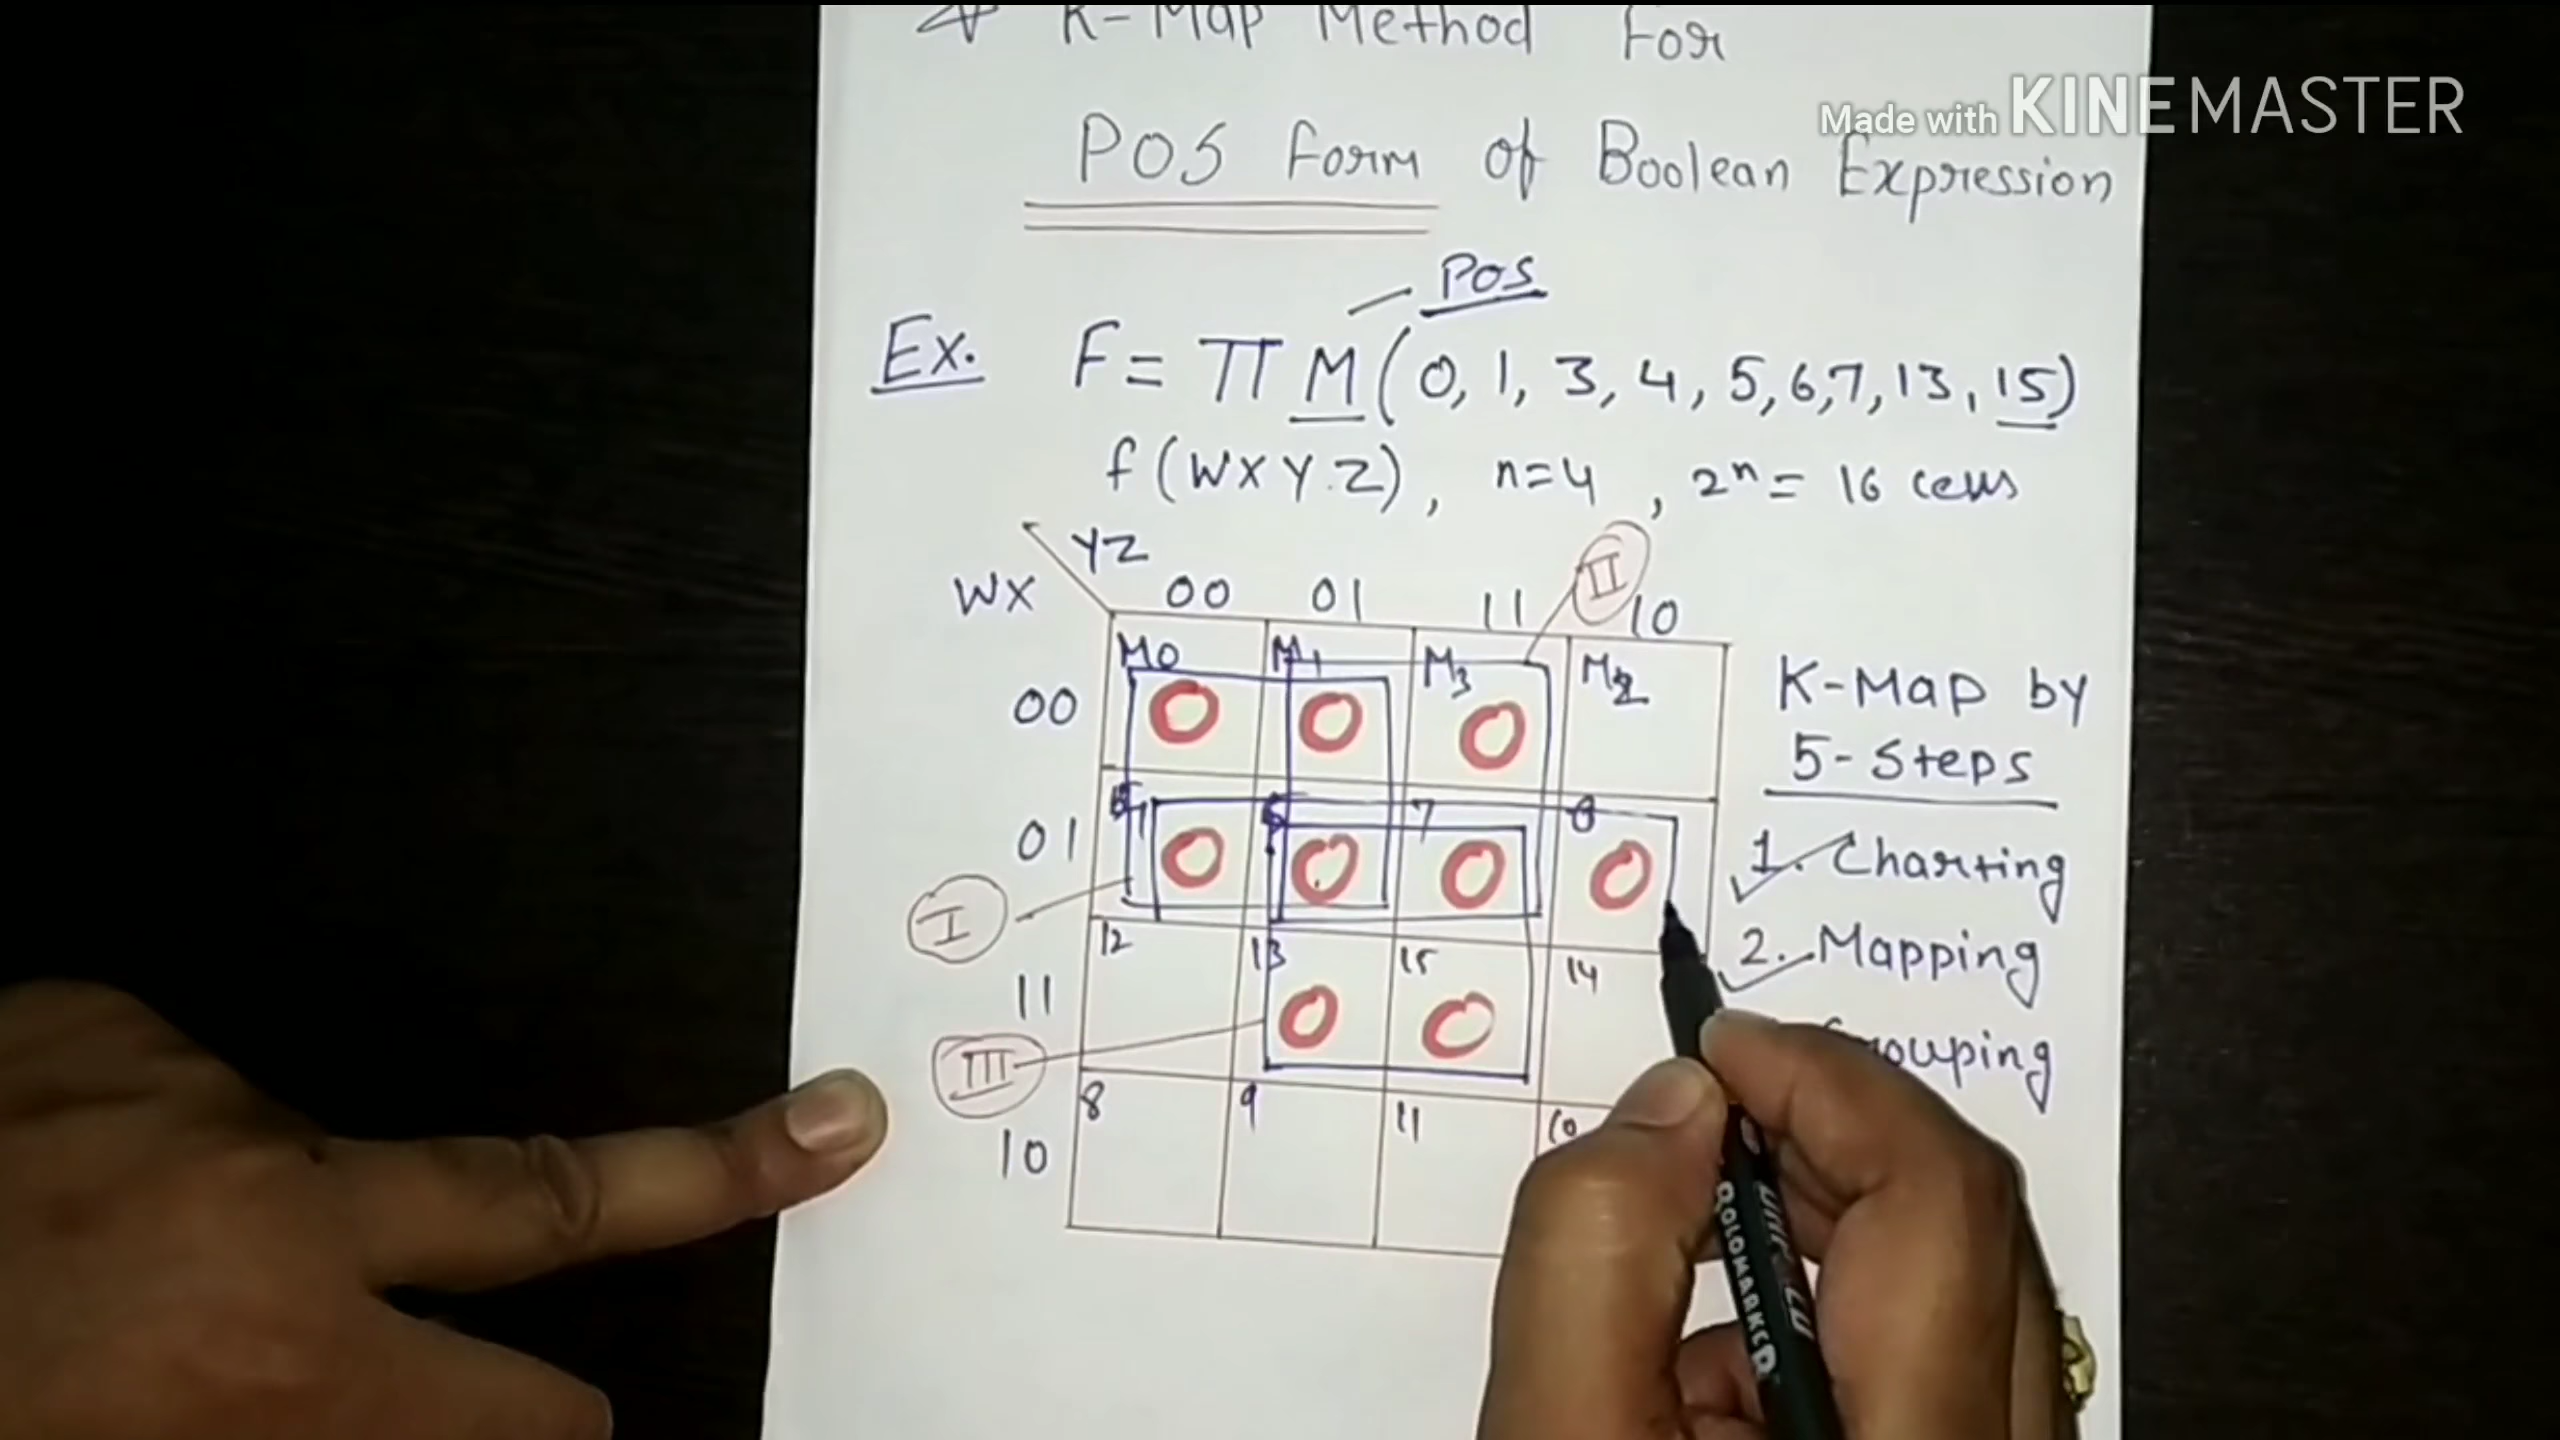 K-Map Method For
Made with KINEMASTER
POS Form of Boolean Expression
POS
Ex. F = π M (0, 1, 3, 4, 5, 6, 7, 13, 15)
f (W X Y Z), n=4, 2ⁿ = 16 cells
YZ
WX
00 01 11 10
II
M0 M1 M3 M2
00 0 0 0
K-Map by
5-Steps
7
01 0 0 0 0
1. Charting
I
12 13 15 14
2. Mapping
11 0 0
III
8 9 11 10
10